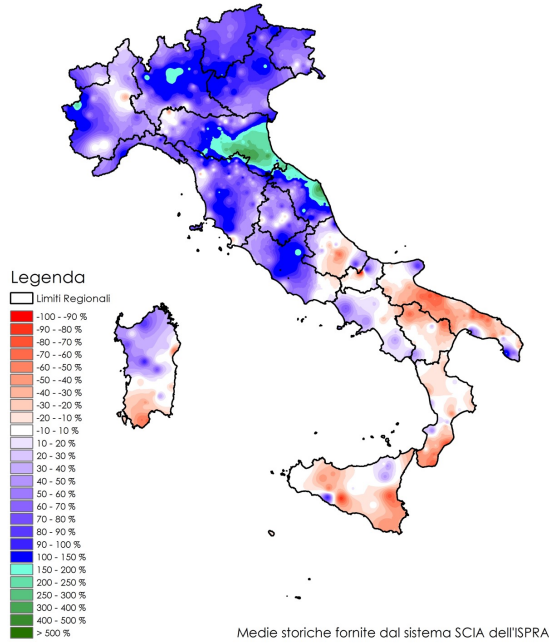 Legenda
Limiti Regionali
-100 - -90 %
-90 - -80 %
-80 - -70 %
-70 - -60 %
-60 - -50 %
-50 - -40 %
-40 - -30 %
-30 - -20 %
-20 - -10 %
-10 - 10 %
10 - 20 %
20 - 30 %
30 - 40 %
40 - 50 %
50 - 60 %
60 - 70 %
70 - 80 %
80 - 90 %
90 - 100 %
100 - 150 %
150 - 200 %
200 - 250 %
250 - 300 %
300 - 400 %
400 - 500 %
> 500 %
Medie storiche fornite dal sistema SCIA dell'ISPRA